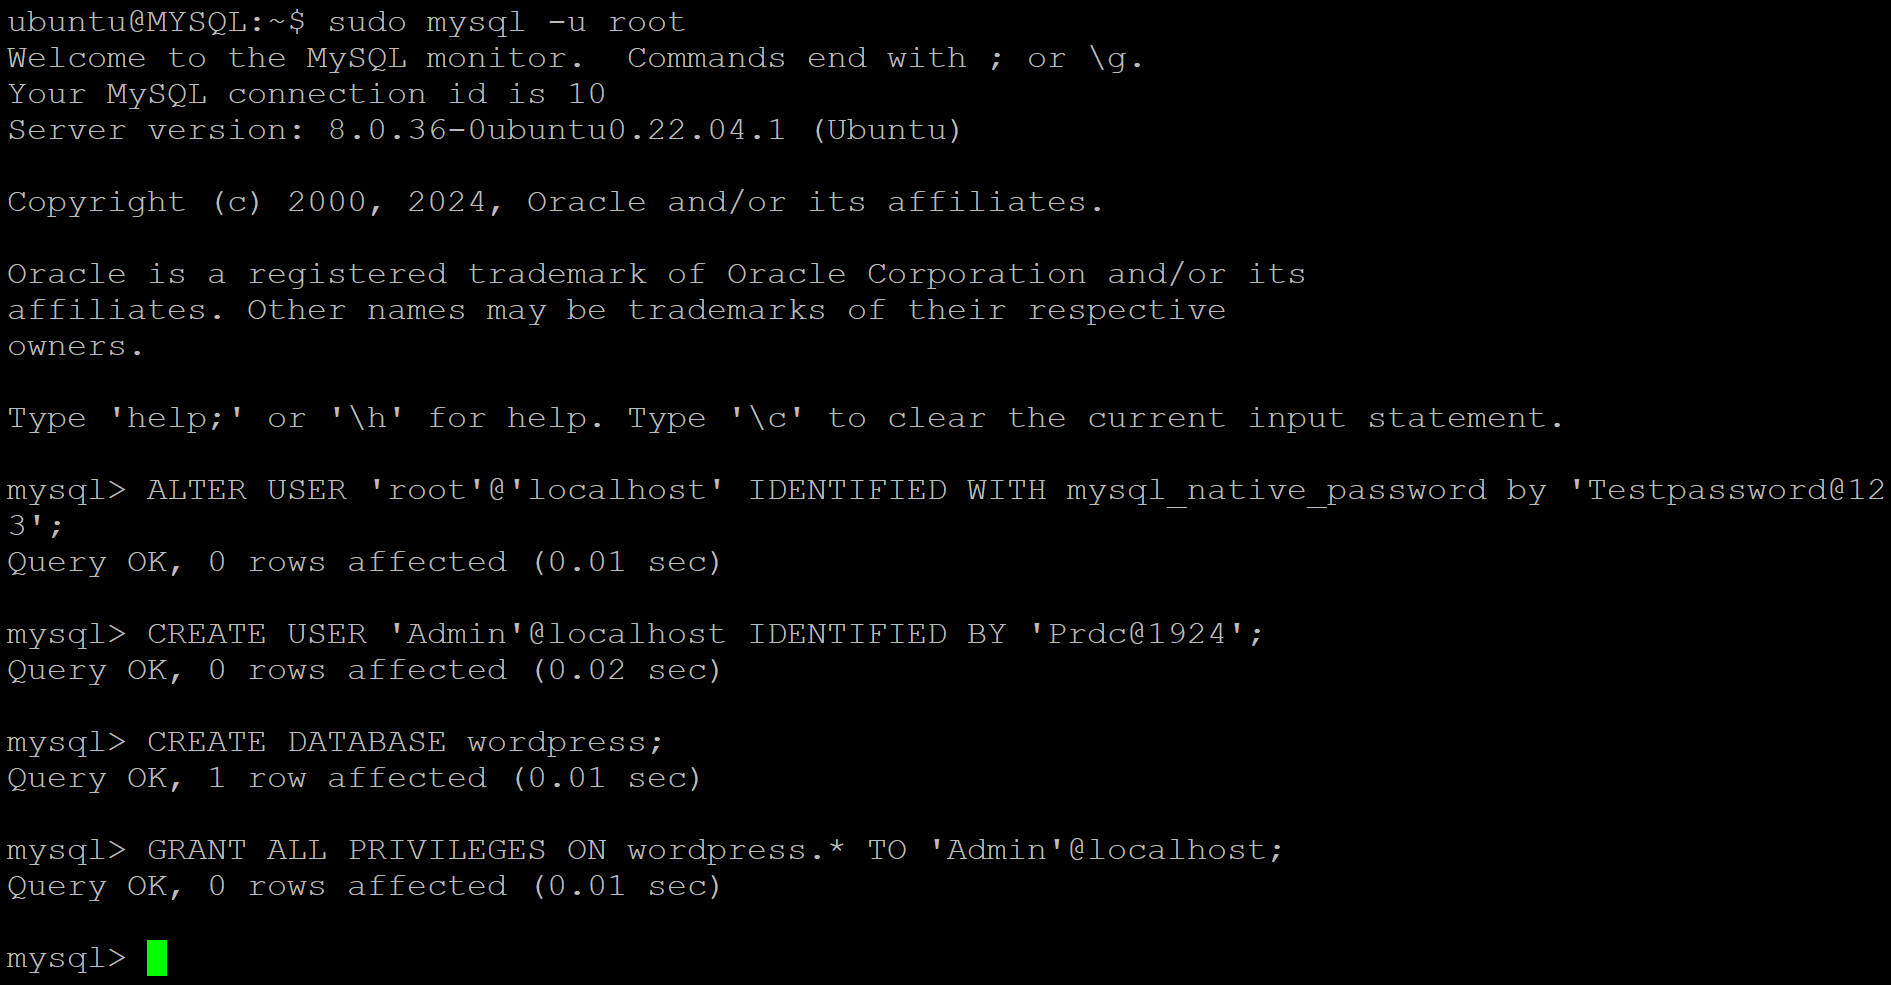 ubuntu@MYSQL:~$ sudo mysql -u root
Welcome to the MySQL monitor.  Commands end with ; or \g.
Your MySQL connection id is 10
Server version: 8.0.36-0ubuntu0.22.04.1 (Ubuntu)
Copyright (c) 2000, 2024, Oracle and/or its affiliates.
Oracle is a registered trademark of Oracle Corporation and/or its
affiliates. Other names may be trademarks of their respective
owners.
Type 'help;' or '\h' for help. Type '\c' to clear the current input statement.
mysql> ALTER USER 'root'@'localhost' IDENTIFIED WITH mysql_native_password by 'Testpassword@12
3';
Query OK, 0 rows affected (0.01 sec)
mysql> CREATE USER 'Admin'@localhost IDENTIFIED BY 'Prdc@1924';
Query OK, 0 rows affected (0.02 sec)
mysql> CREATE DATABASE wordpress;
Query OK, 1 row affected (0.01 sec)
mysql> GRANT ALL PRIVILEGES ON wordpress.* TO 'Admin'@localhost;
Query OK, 0 rows affected (0.01 sec)
mysql>